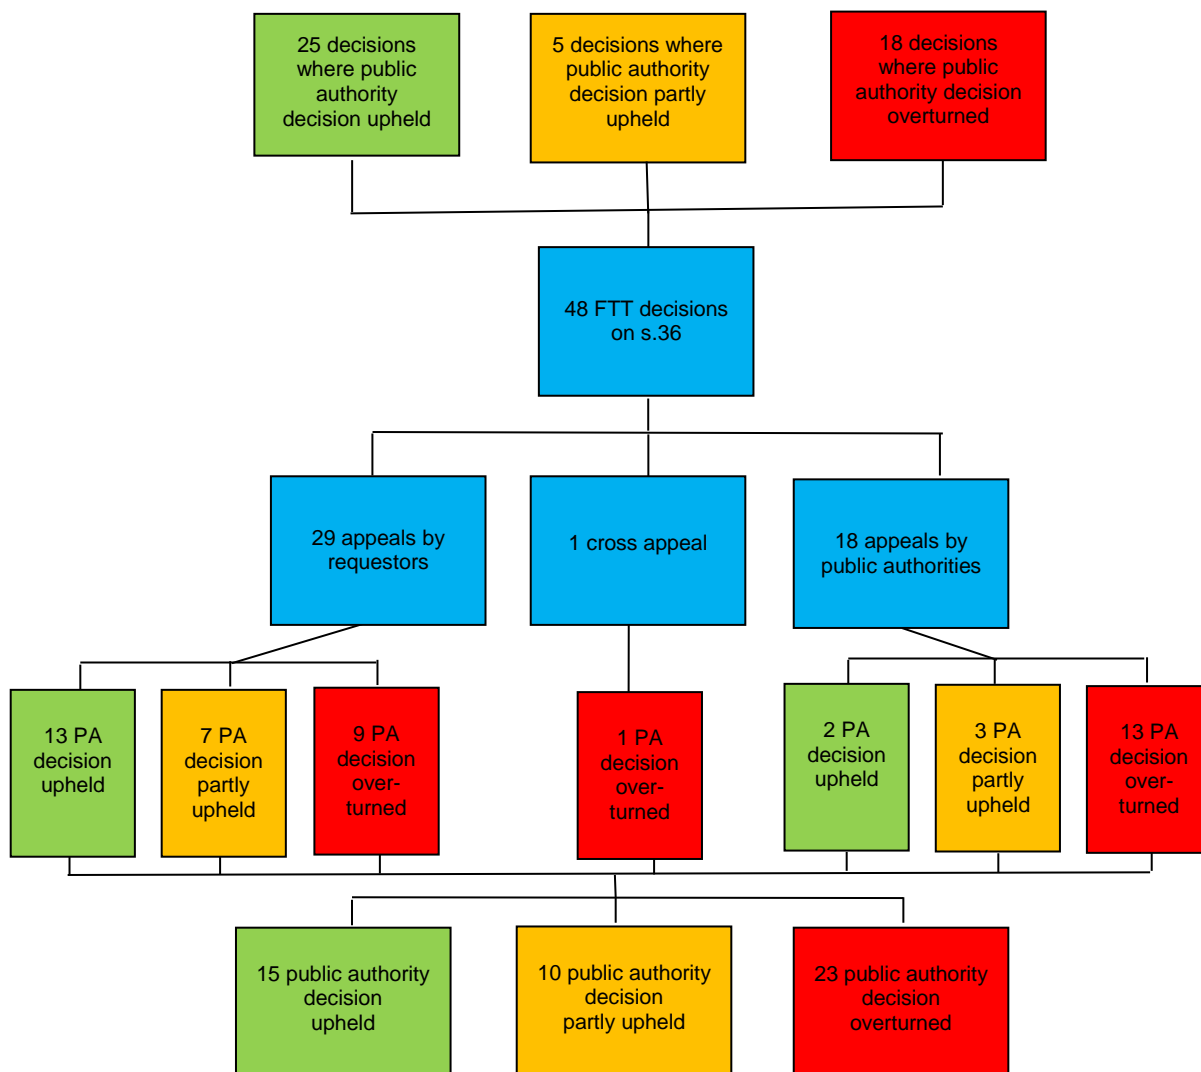 25 decisions
where public
authority
decision upheld
5 decisions where
public authority
decision partly
upheld
18 decisions
where public
authority decision
overturned
48 FTT decisions
on s.36
29 appeals by
requestors
1 cross appeal
18 appeals by
public authorities
13 PA
decision
upheld
7 PA
decision
partly
upheld
9 PA
decision
over-
turned
1 PA
decision
over-
turned
2 PA
decision
upheld
3 PA
decision
partly
upheld
13 PA
decision
over-
turned
15 public authority
decision
upheld
10 public authority
decision
partly upheld
23 public authority
decision
overturned